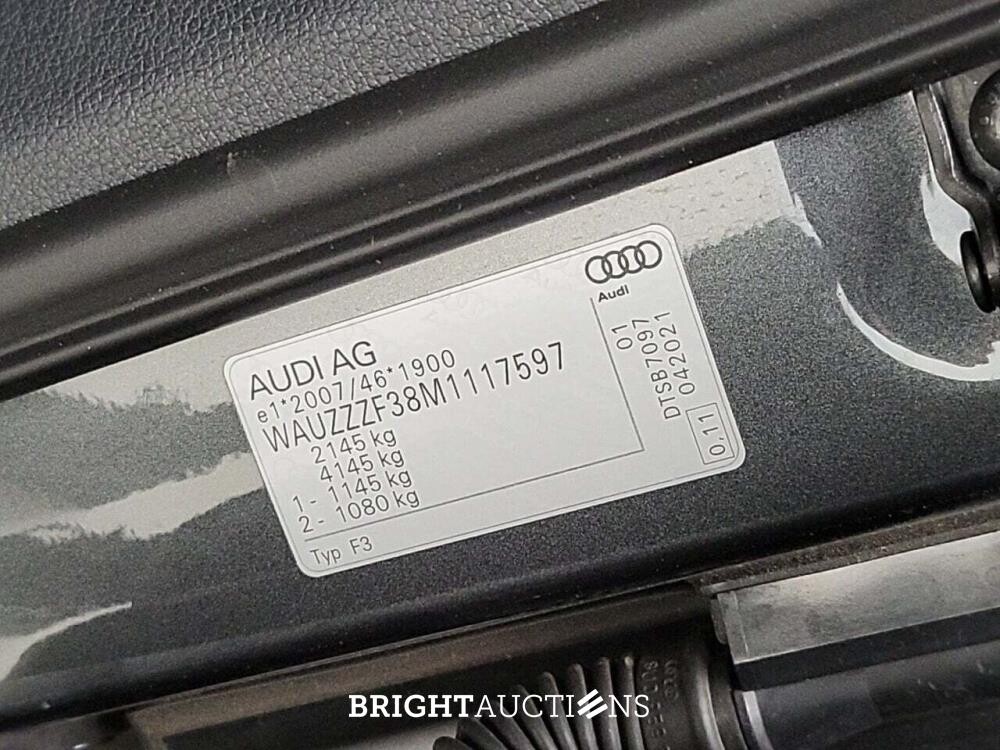 Audi
AUDI AG
e1*2007/46*1900
WAUZZZF38M1117597
2145 kg
4145 kg
1 - 1145 kg
2 - 1080 kg
Typ F3
01
DTSB7097
042021
0,11
BRIGHTAUCTIONS